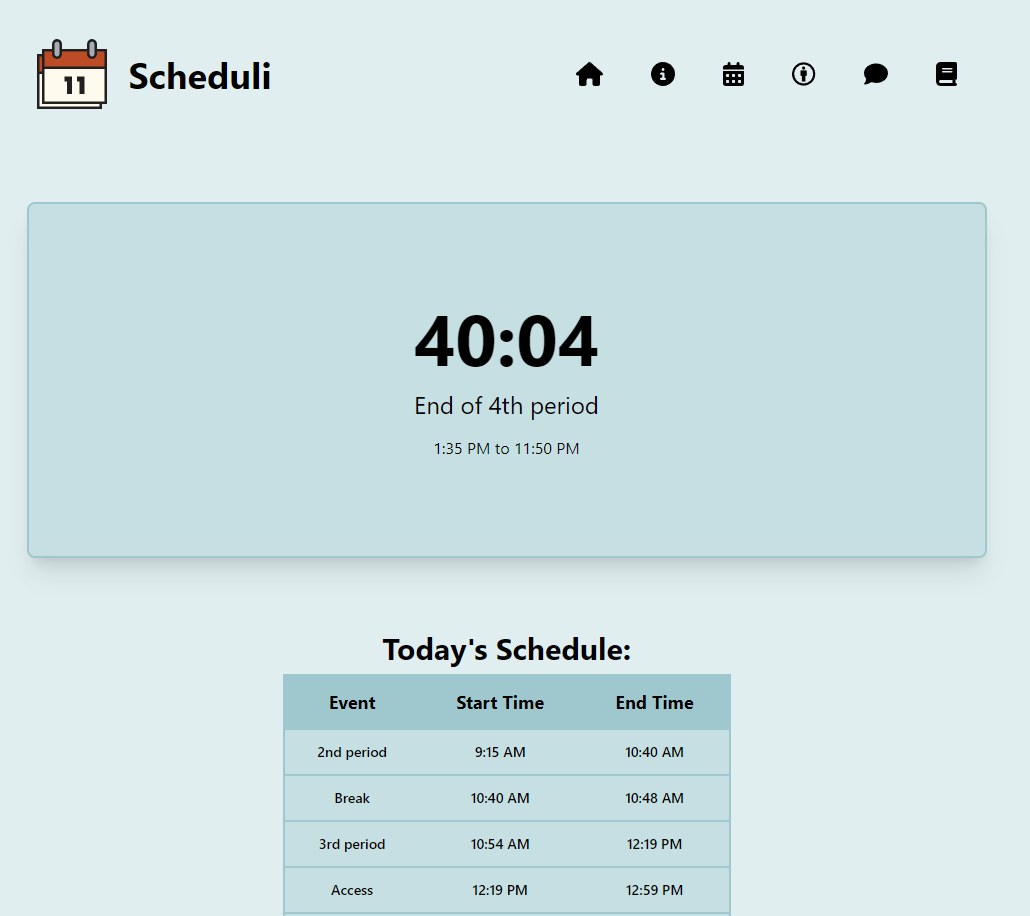 11
Scheduli
40:04
End of 4th period
1:35 PM to 11:50 PM
Today's Schedule:
Event Start Time End Time
2nd period 9:15 AM 10:40 AM
Break 10:40 AM 10:48 AM
3rd period 10:54 AM 12:19 PM
Access 12:19 PM 12:59 PM